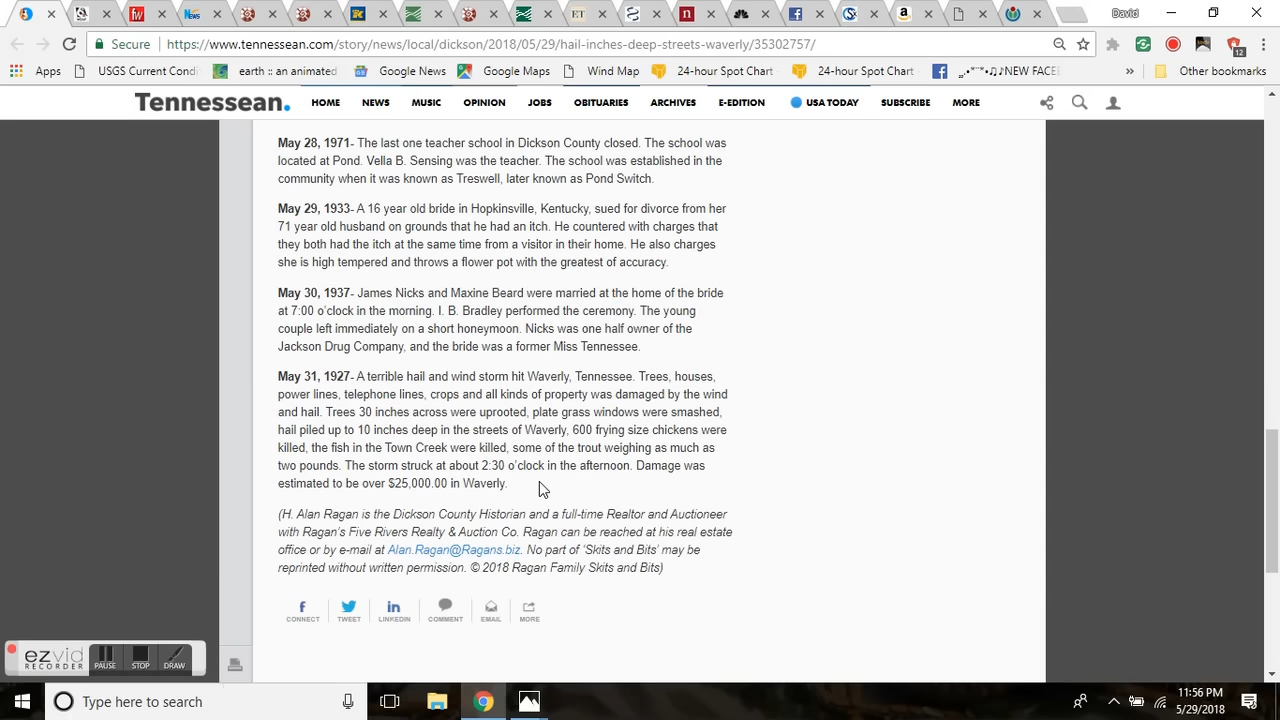 David
Secure
https://www.tennessean.com/story/news/local/dickson/2018/05/29/hail-inches-deep-streets-waverly/35302757/
12
Apps USGS Current Condi earth :: an animated Google Sensing Google Maps Wind Map 24-hour Spot Chart 24-hour Spot Chart NEW FACE » Other bookmarks
Tennessean. HOME NEWS MUSIC OPINION JOBS OBITUARIES ARCHIVES E-EDITION USA TODAY SUBSCRIBE MORE
May 28, 1971- The last one teacher school in Dickson County closed. The school was
located at Pond. Vella B. Sensing was the teacher. The school was established in the
community when it was known as Treswell, later known as Pond Switch.
May 29, 1933- A 16 year old bride in Hopkinsville, Kentucky, sued for divorce from her
71 year old husband on grounds that he had an itch. He countered with charges that
they both had the itch at the same time from a visitor in their home. He also charges
she is high tempered and throws a flower pot with the greatest of accuracy.
May 30, 1937- James Nicks and Maxine Beard were married at the home of the bride
at 7:00 o'clock in the morning. I. B. Bradley performed the ceremony. The young
couple left immediately on a short honeymoon. Nicks was one half owner of the
Jackson Drug Company, and the bride was a former Miss Tennessee.
May 31, 1927- A terrible hail and wind storm hit Waverly, Tennessee. Trees, houses,
power lines, telephone lines, crops and all kinds of property was damaged by the wind
and hail. Trees 30 inches across were uprooted, plate grass windows were smashed,
hail piled up to 10 inches deep in the streets of Waverly, 600 frying size chickens were
killed, the fish in the Town Creek were killed, some of the trout weighing as much as
two pounds. The storm struck at about 2:30 o'clock in the afternoon. Damage was
estimated to be over $25,000.00 in Waverly.
(H. Alan Ragan is the Dickson County Historian and a full-time Realtor and Auctioneer
with Ragan's Five Rivers Realty & Auction Co. Ragan can be reached at his real estate
office or by e-mail at Alan.Ragan@Ragans.biz. No part of 'Skits and Bits' may be
reprinted without written permission. © 2018 Ragan Family Skits and Bits)
CONNECT TWEET LINKEDIN COMMENT EMAIL MORE
ezvid
RECORDER
PAUSE STOP DRAW
Type here to search
11:56 PM
5/29/2018